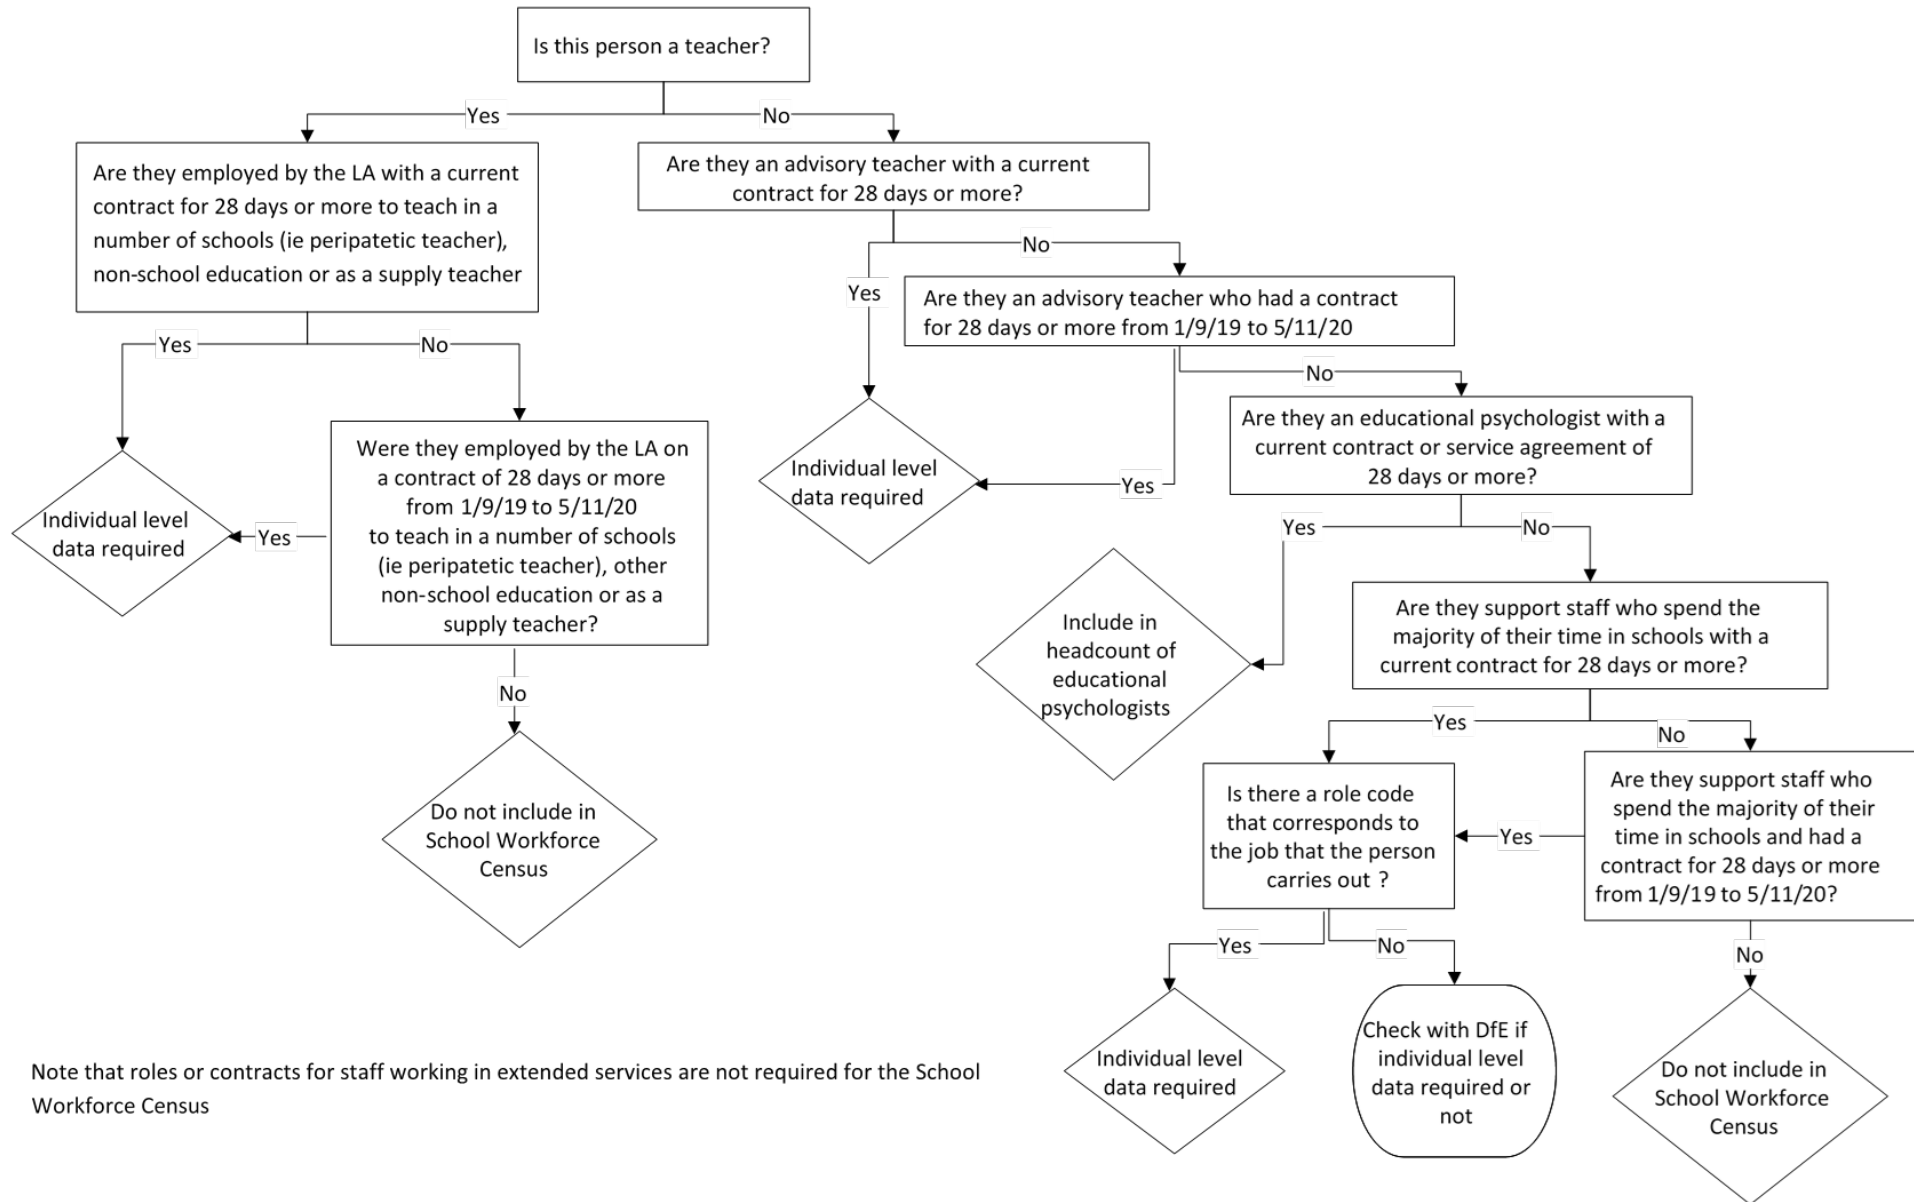 Is this person a teacher?
Yes
No
Are they employed by the LA with a current
contract for 28 days or more to teach in a
number of schools (ie peripatetic teacher),
non-school education or as a supply teacher
Are they an advisory teacher with a current
contract for 28 days or more?
No
Yes
Are they an advisory teacher who had a contract
for 28 days or more from 1/9/19 to 5/11/20
Yes
No
No
Were they employed by the LA on
a contract of 28 days or more
from 1/9/19 to 5/11/20
to teach in a number of schools
(ie peripatetic teacher), other
non-school education or as a
supply teacher?
Are they an educational psychologist with a
current contract or service agreement of
28 days or more?
Individual level
data required
Yes
Individual level
data required
Yes
Yes
No
Include in
headcount of
educational
psychologists
Are they support staff who spend the
majority of their time in schools with a
current contract for 28 days or more?
No
Yes
No
Do not include in
School Workforce
Census
Is there a role code
that corresponds to
the job that the person
carries out ?
Yes
Are they support staff who
spend the majority of their
time in schools and had a
contract for 28 days or more
from 1/9/19 to 5/11/20?
Yes
No
No
Individual level
data required
Check with DfE if
individual level
data required or
not
Do not include in
School Workforce
Census
Note that roles or contracts for staff working in extended services are not required for the School
Workforce Census